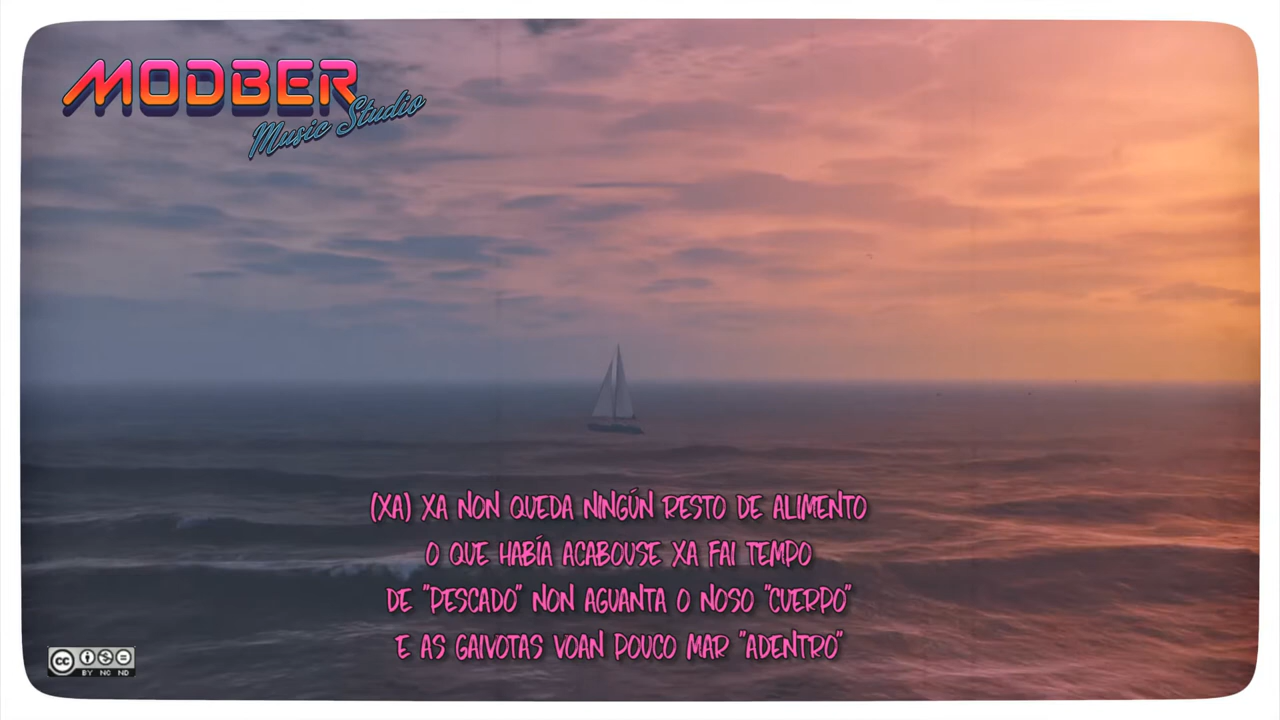 MODBER
Music Studio
(XA) XA NON QUEDA NINGÚN RESTO DE ALIMENTO
O QUE HABÍA ACABOUSE XA FAI TEMPO
DE "PESCADO" NON AGUANTA O NOSO "CUERPO"
E AS GAIVOTAS VOAN POUCO MAR "ADENTRO"
CC
BY NC ND